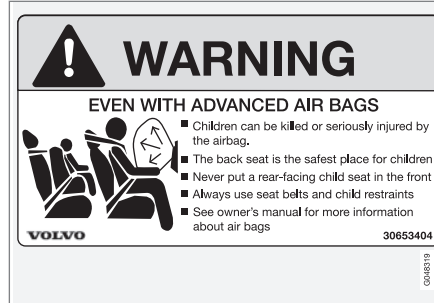 WARNING
EVEN WITH ADVANCED AIR BAGS
■ Children can be killed or seriously injured by
the airbag.
■ The back seat is the safest place for children
■ Never put a rear-facing child seat in the front
■ Always use seat belts and child restraints
■ See owner's manual for more information
about air bags
VOLVO
30653404
G048319